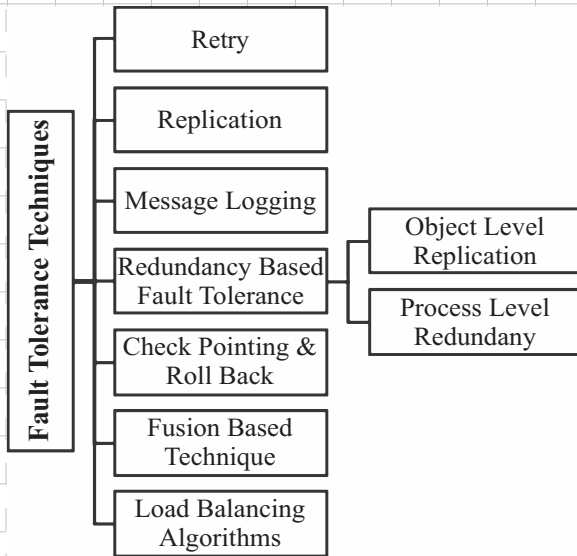 Fault Tolerance Techniques
Retry
Replication
Message Logging
Redundancy Based
Fault Tolerance
Object Level
Replication
Process Level
Redundany
Check Pointing &
Roll Back
Fusion Based
Technique
Load Balancing
Algorithms